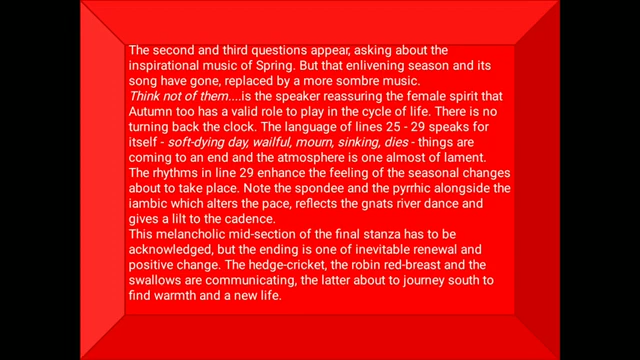 The second and third questions appear, asking about the
inspirational music of Spring. But that enlivening season and its
song have gone, replaced by a more sombre music.
Think not of them....is the speaker reassuring the female spirit that
Autumn too has a valid role to play in the cycle of life. There is no
turning back the clock. The language of lines 25 - 29 speaks for
itself - soft-dying day, wailful, mourn, sinking, dies - things are
coming to an end and the atmosphere is one almost of lament.
The rhythms in line 29 enhance the feeling of the seasonal changes
about to take place. Note the spondee and the pyrrhic alongside the
iambic which alters the pace, reflects the gnats river dance and
gives a lilt to the cadence.
This melancholic mid-section of the final stanza has to be
acknowledged, but the ending is one of inevitable renewal and
positive change. The hedge-cricket, the robin red-breast and the
swallows are communicating, the latter about to journey south to
find warmth and a new life.